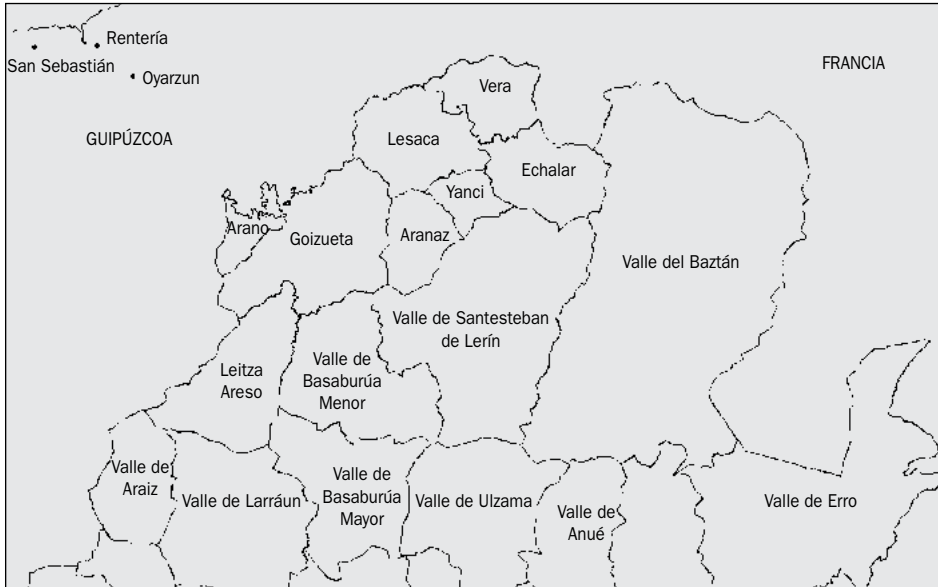 Rentería
San Sebastián
Oyarzun
FRANCIA
Vera
GUIPÚZCOA
Lesaca
Echalar
Yanci
Arano
Goizueta
Aranaz
Valle del Baztán
Valle de Santesteban
de Lerín
Leitza
Areso
Valle de
Basaburúa
Menor
Valle de
Araiz
Valle de Larráun
Valle de
Basaburúa
Mayor
Valle de Ulzama
Valle de
Anué
Valle de Erro